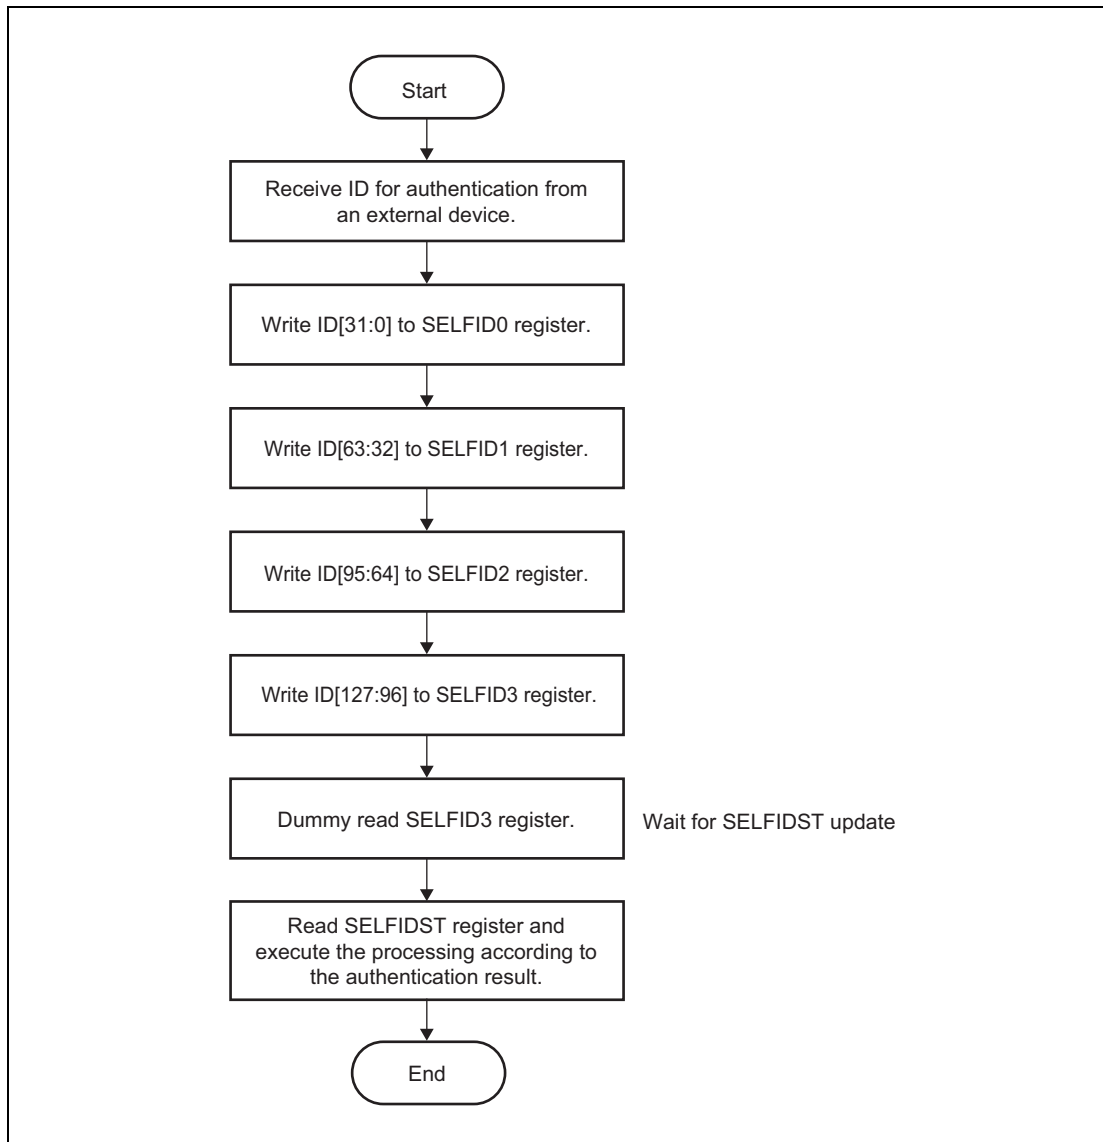 Start
Receive ID for authentication from
an external device.
Write ID[31:0] to SELFID0 register.
Write ID[63:32] to SELFID1 register.
Write ID[95:64] to SELFID2 register.
Write ID[127:96] to SELFID3 register.
Dummy read SELFID3 register.
Wait for SELFIDST update
Read SELFIDST register and
execute the processing according to
the authentication result.
End